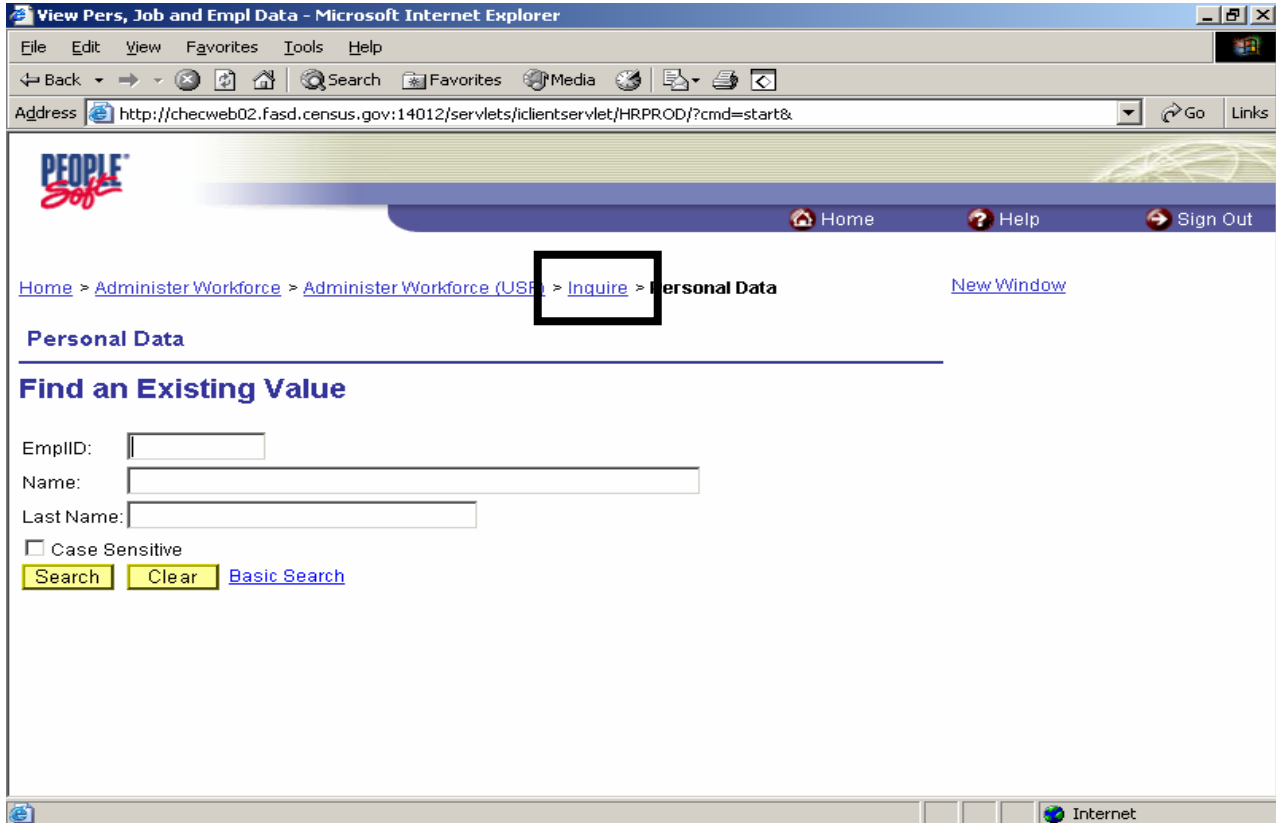 View Pers, Job and Empl Data - Microsoft Internet Explorer
File Edit View Favorites Tools Help
Back Search Favorites Media
Address http://checweb02.fasd.census.gov:14012/servlets/iclientservlet/HRPROD/?cmd=start& Go Links
PEOPLE Soft
Home Help Sign Out
Home > Administer Workforce > Administer Workforce (USF) > Inquire > Personal Data New Window
Personal Data
Find an Existing Value
EmplID:
Name:
Last Name:
Case Sensitive
Search Clear Basic Search
Internet